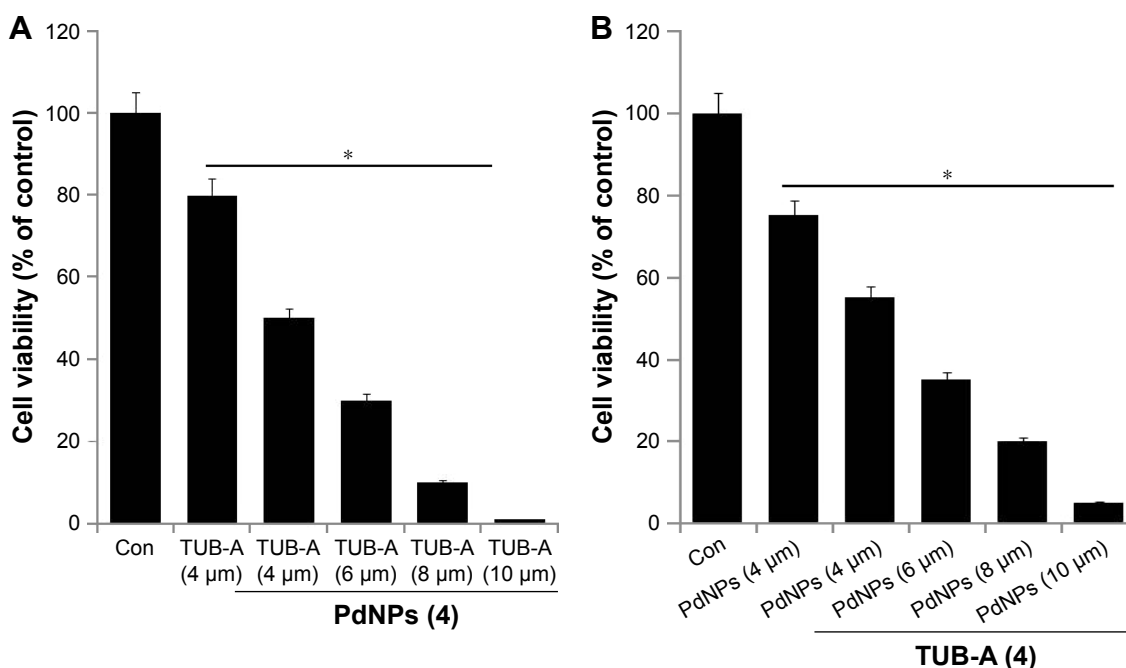 A
Cell viability (% of control)
120
100
80
60
40
20
0
*
Con
TUB-A
(4 µm)
TUB-A
(4 µm)
TUB-A
(6 µm)
TUB-A
(8 µm)
TUB-A
(10 µm)
PdNPs (4)
B
Cell viability (% of control)
120
100
80
60
40
20
0
*
Con
PdNPs (4 µm)
PdNPs (4 µm)
PdNPs (6 µm)
PdNPs (8 µm)
PdNPs (10 µm)
TUB-A (4)